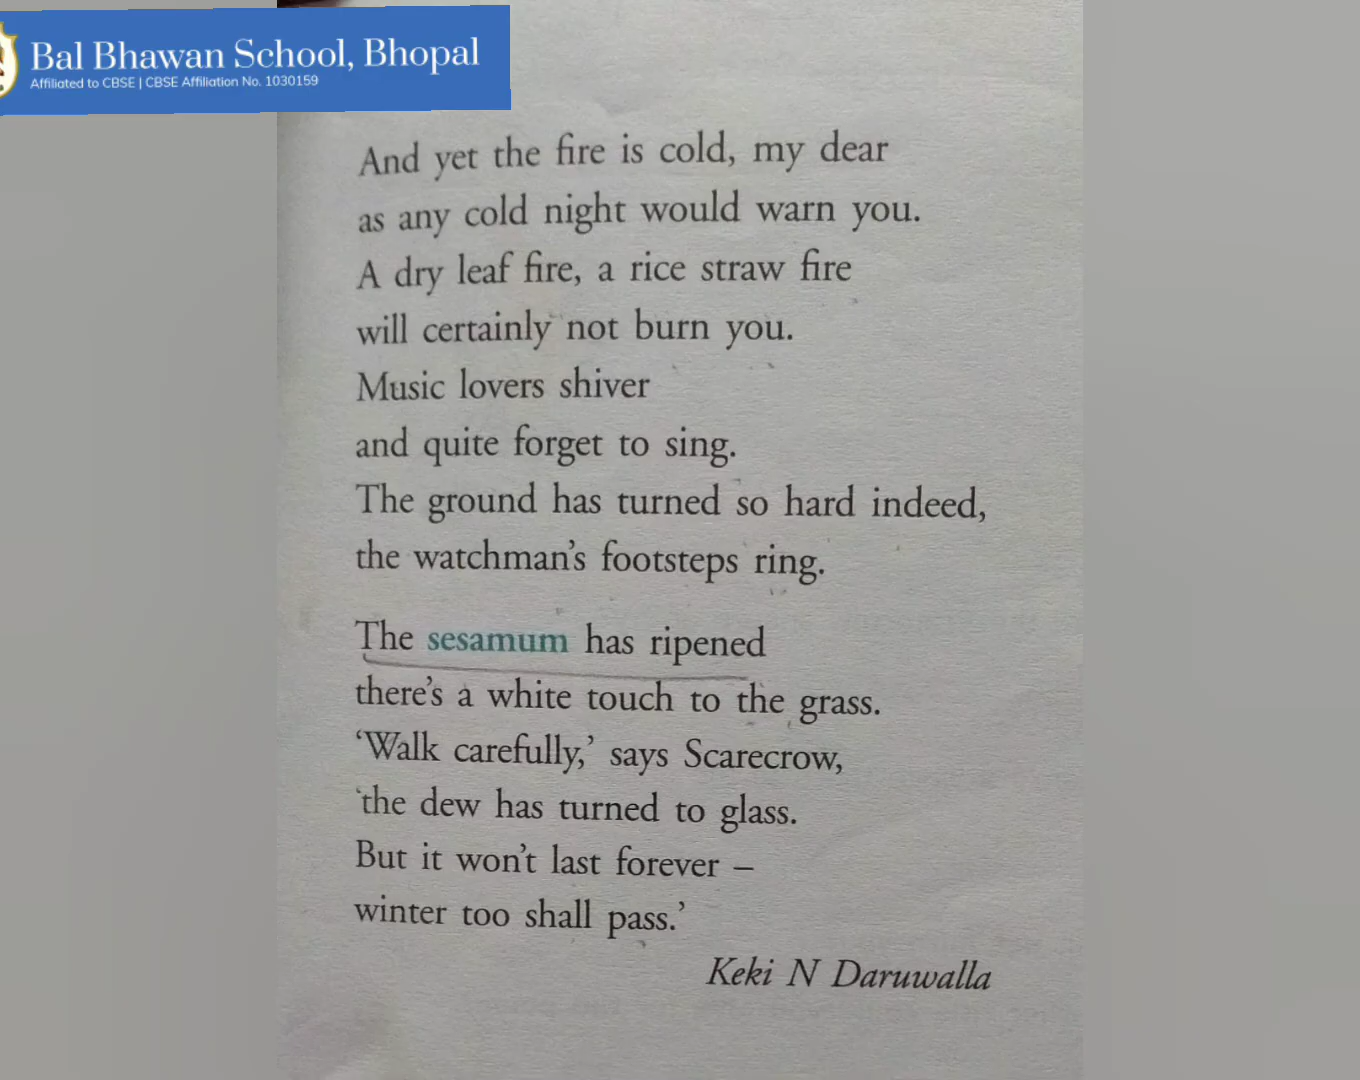 Bal Bhawan School, Bhopal
Affiliated to CBSE | CBSE Affiliation No. 1030159
And yet the fire is cold, my dear
as any cold night would warn you.
A dry leaf fire, a rice straw fire
will certainly not burn you.
Music lovers shiver
and quite forget to sing.
The ground has turned so hard indeed,
the watchman's footsteps ring.
The sesamum has ripened
there's a white touch to the grass.
‘Walk carefully,’ says Scarecrow,
‘the dew has turned to glass.
But it won't last forever –
winter too shall pass.’
Keki N Daruwalla